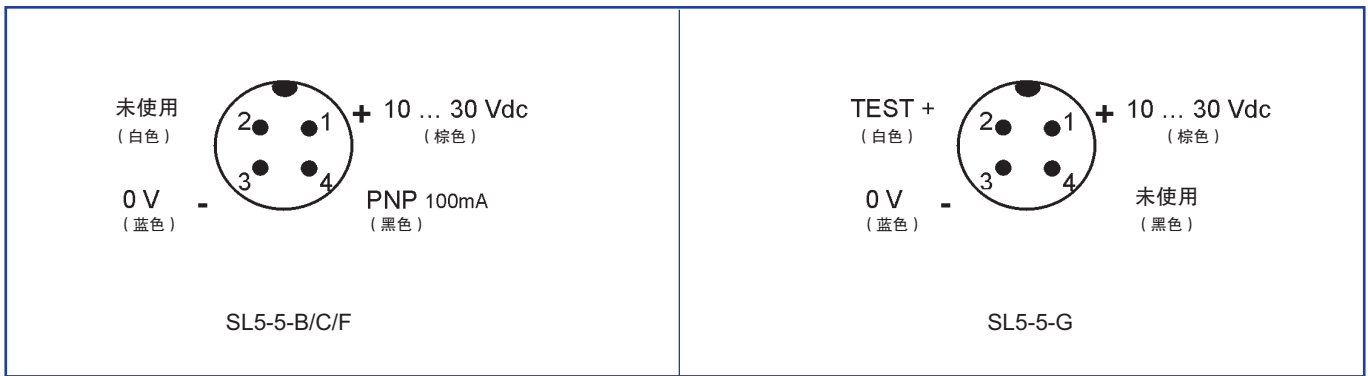 未使用
（白色）
2
1
+ 10 ... 30 Vdc
（棕色）
3
4
0 V -
（蓝色）
PNP 100mA
（黑色）
SL5-5-B/C/F
TEST +
（白色）
2
1
+ 10 ... 30 Vdc
（棕色）
3
4
0 V -
（蓝色）
未使用
（黑色）
SL5-5-G